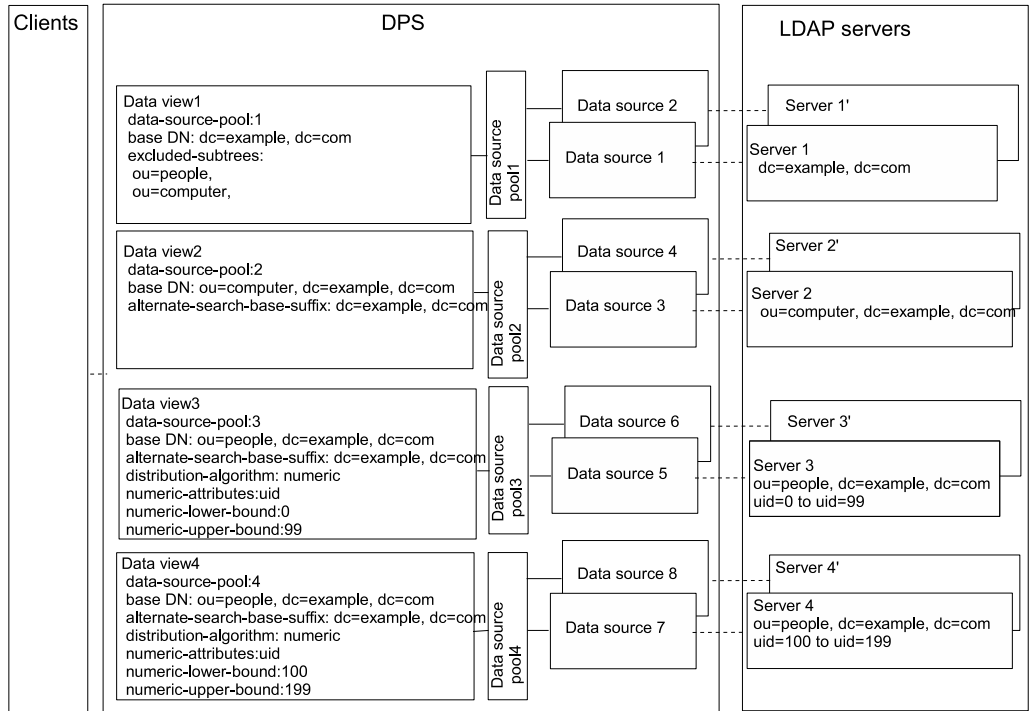 Clients
DPS
LDAP servers
Data view1
data-source-pool:1
base DN: dc=example, dc=com
excluded-subtrees:
ou=people,
ou=computer,
Data source
pool1
Data source 2
Data source 1
Server 1'
Server 1
dc=example, dc=com
Data view2
data-source-pool:2
base DN: ou=computer, dc=example, dc=com
alternate-search-base-suffix: dc=example, dc=com
Data source
pool2
Data source 4
Data source 3
Server 2'
Server 2
ou=computer, dc=example, dc=com
Data view3
data-source-pool:3
base DN: ou=people, dc=example, dc=com
alternate-search-base-suffix: dc=example, dc=com
distribution-algorithm: numeric
numeric-attributes:uid
numeric-lower-bound:0
numeric-upper-bound:99
Data source
pool3
Data source 6
Data source 5
Server 3'
Server 3
ou=people, dc=example, dc=com
uid=0 to uid=99
Data view4
data-source-pool:4
base DN: ou=people, dc=example, dc=com
alternate-search-base-suffix: dc=example, dc=com
distribution-algorithm: numeric
numeric-attributes:uid
numeric-lower-bound:100
numeric-upper-bound:199
Data source
pool4
Data source 8
Data source 7
Server 4'
Server 4
ou=people, dc=example, dc=com
uid=100 to uid=199